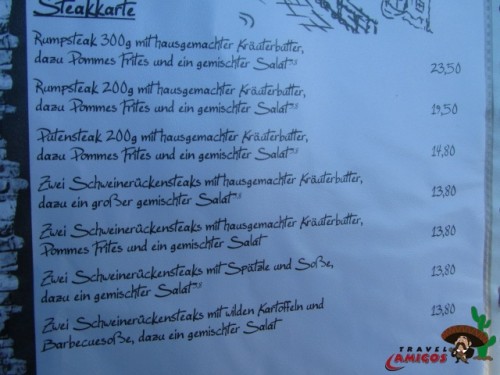 Steakkarte
Rumpsteak 300g mit hausgemachter Kräuterbutter,
dazu Pommes Frites und ein gemischter Salat
23,50
Rumpsteak 200g mit hausgemachter Kräuterbutter,
dazu Pommes Frites und ein gemischter Salat
19,50
Putensteak 200g mit hausgemachter Kräuterbutter,
dazu Pommes Frites und ein gemischter Salat
14,80
Zwei Schweinerückensteaks mit hausgemachter Kräuterbutter,
dazu ein großer gemischter Salat
13,80
Zwei Schweinerückensteaks mit hausgemachter Kräuterbutter,
Pommes Frites und ein gemischter Salat
13,80
Zwei Schweinerückensteaks mit Spätzle und Soße,
dazu ein gemischter Salat
13,80
Zwei Schweinerückensteaks mit wilden Kartoffeln und
Barbecuesoße, dazu ein gemischter Salat
13,80
TRAVEL
AMIGOS